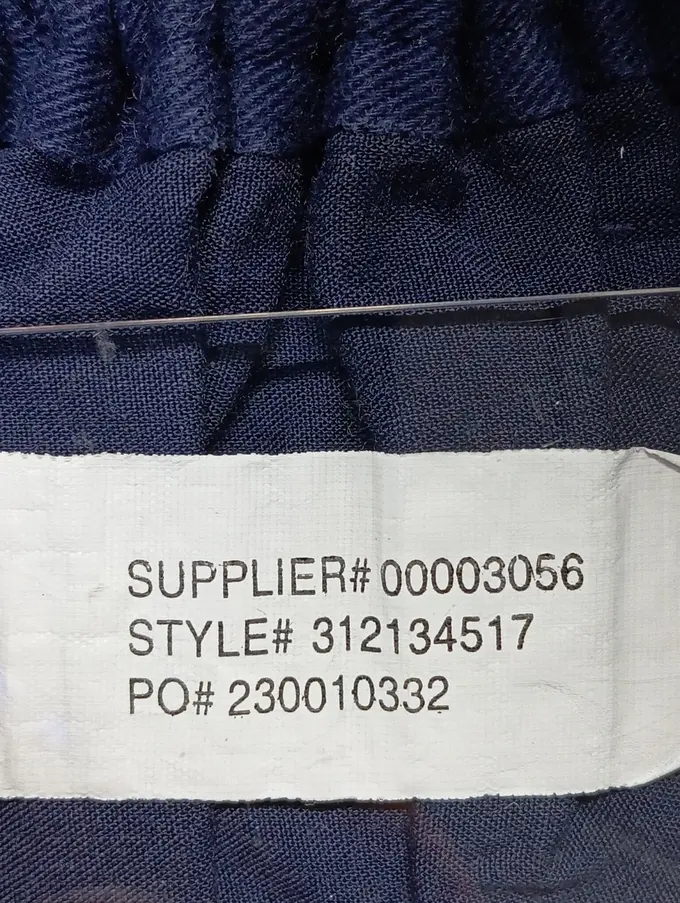 SUPPLIER# 00003056
STYLE# 312134517
PO# 230010332